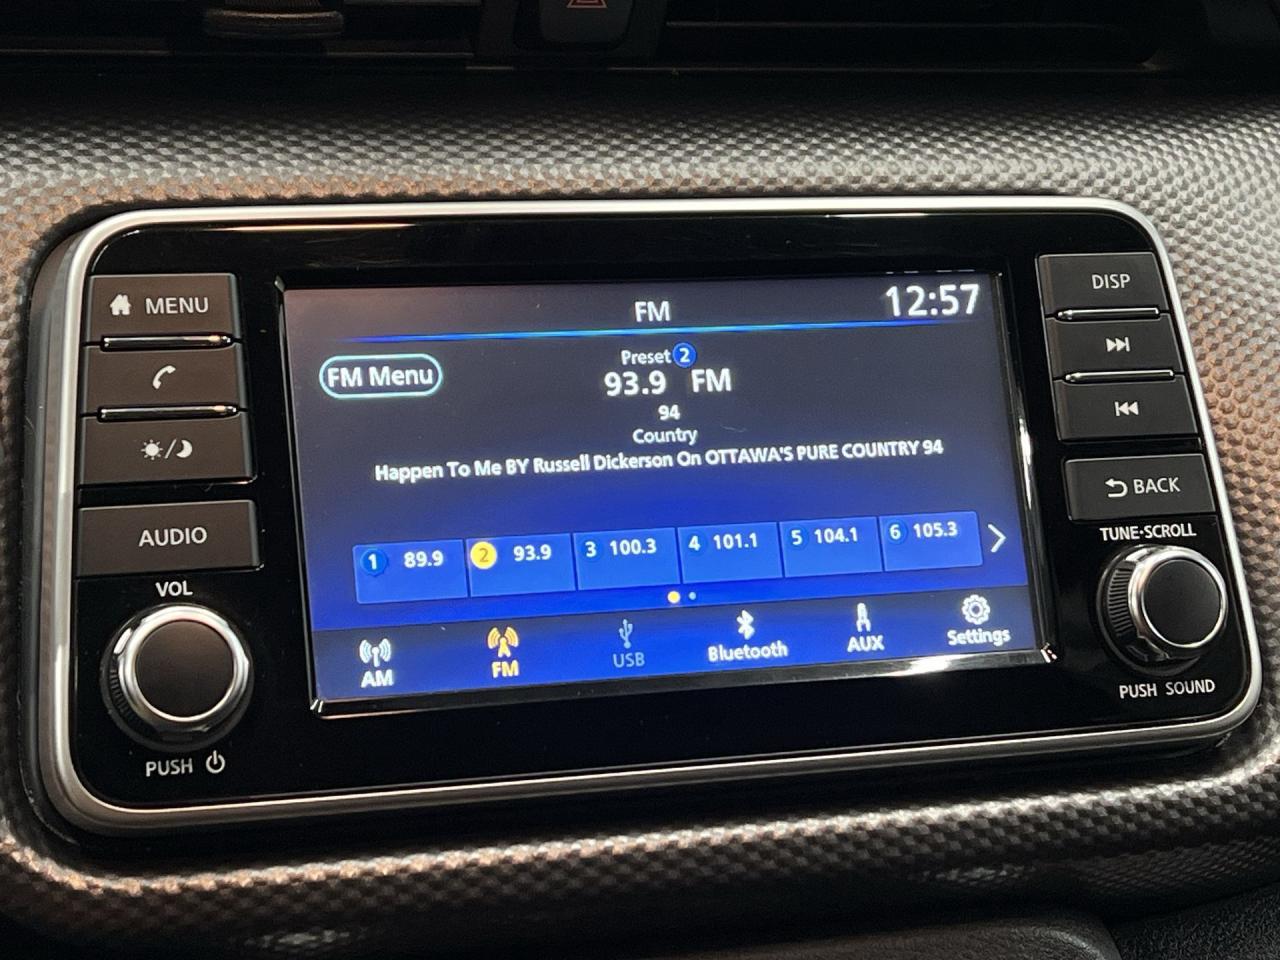 MENU
AUDIO
VOL
PUSH
FM
12:57
FM Menu
Preset 2
93.9 FM
94
Country
Happen To Me BY Russell Dickerson On OTTAWA'S PURE COUNTRY 94
1 89.9 2 93.9 3 100.3 4 101.1 5 104.1 6 105.3
AM FM USB Bluetooth AUX Settings
DISP
BACK
TUNE·SCROLL
PUSH SOUND